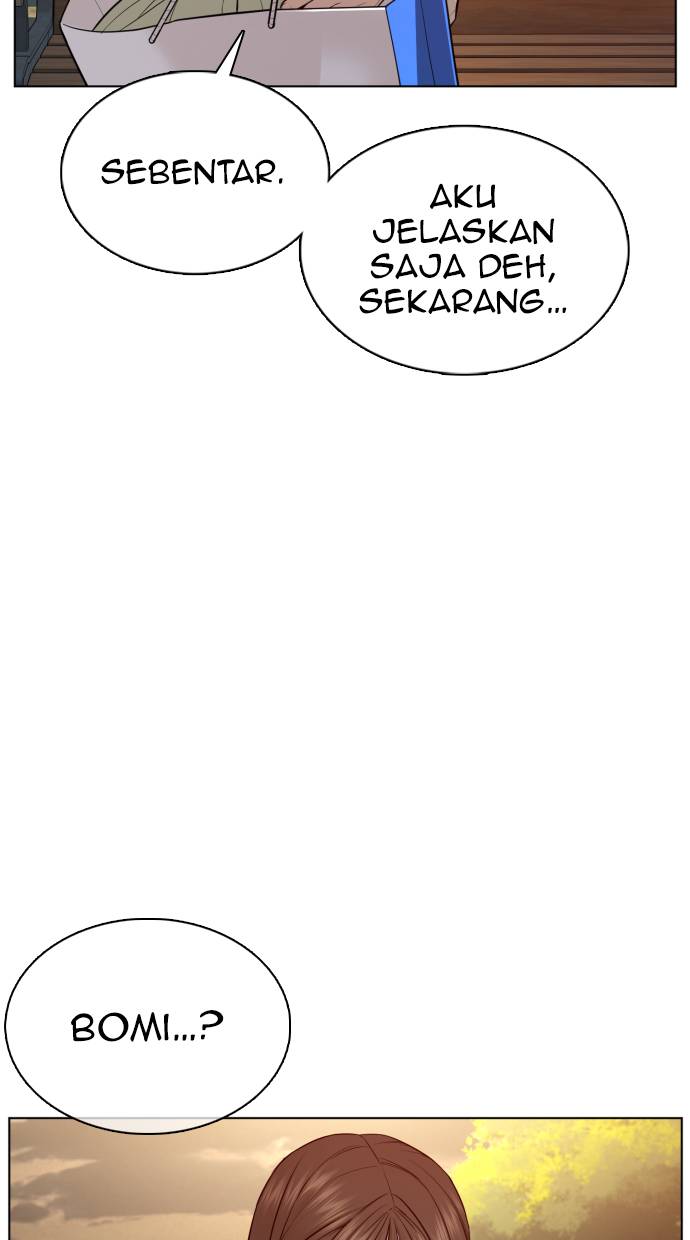 SEBENTAR.
AKU
JELASKAN
SAJA DEH,
SEKARANG...
BOMI...?